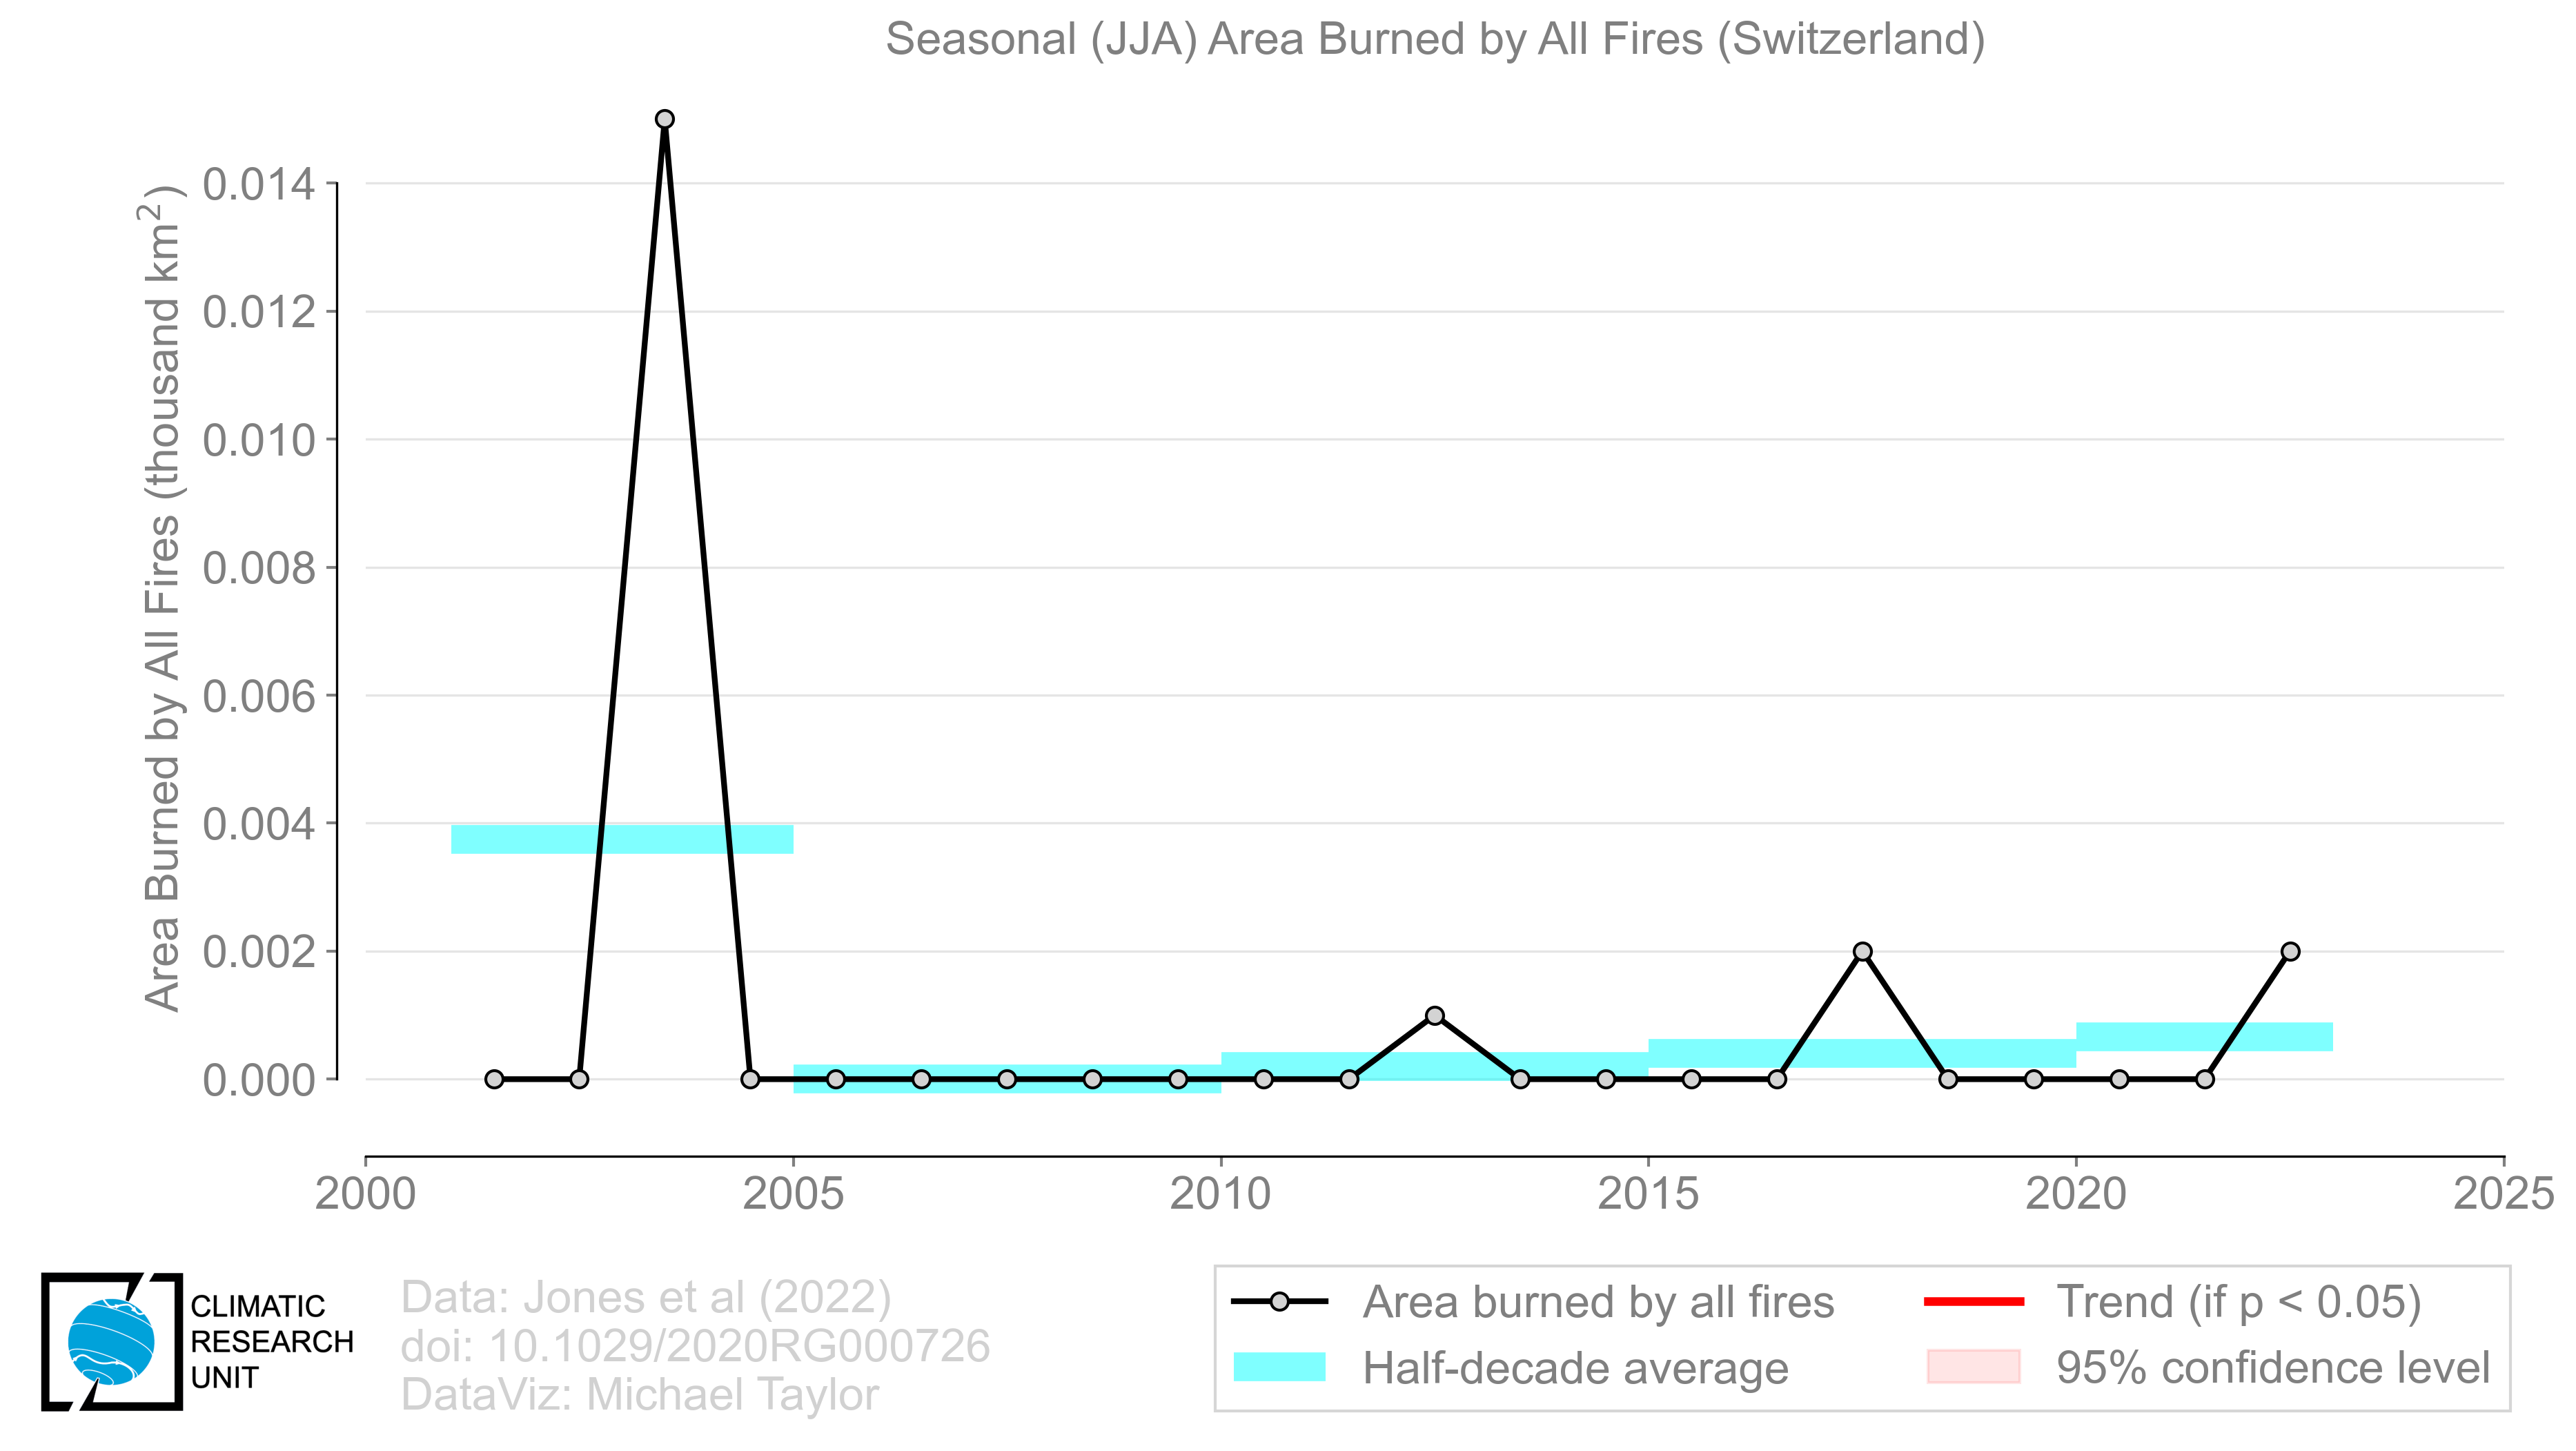 Seasonal (JJA) Area Burned by All Fires (Switzerland)
Area Burned by All Fires (thousand km²)
0.014
0.012
0.010
0.008
0.006
0.004
0.002
0.000
2000 2005 2010 2015 2020 2025
CLIMATIC
RESEARCH
UNIT
Data: Jones et al (2022)
doi: 10.1029/2020RG000726
DataViz: Michael Taylor
Area burned by all fires
Half-decade average
Trend (if p < 0.05)
95% confidence level